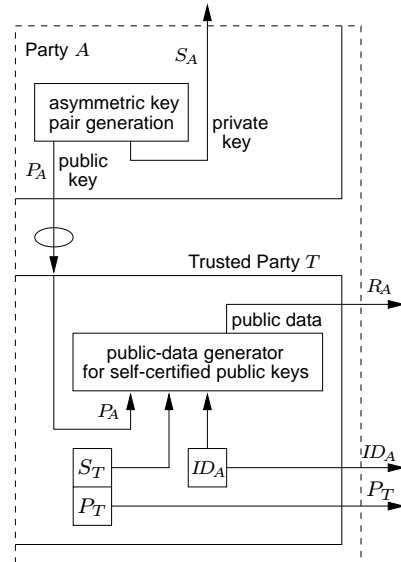 Party A
S_A
asymmetric key
pair generation
private
key
P_A
public
key
Trusted Party T
R_A
public data
public-data generator
for self-certified public keys
P_A
S_T
ID_A
ID_A
P_T
P_T